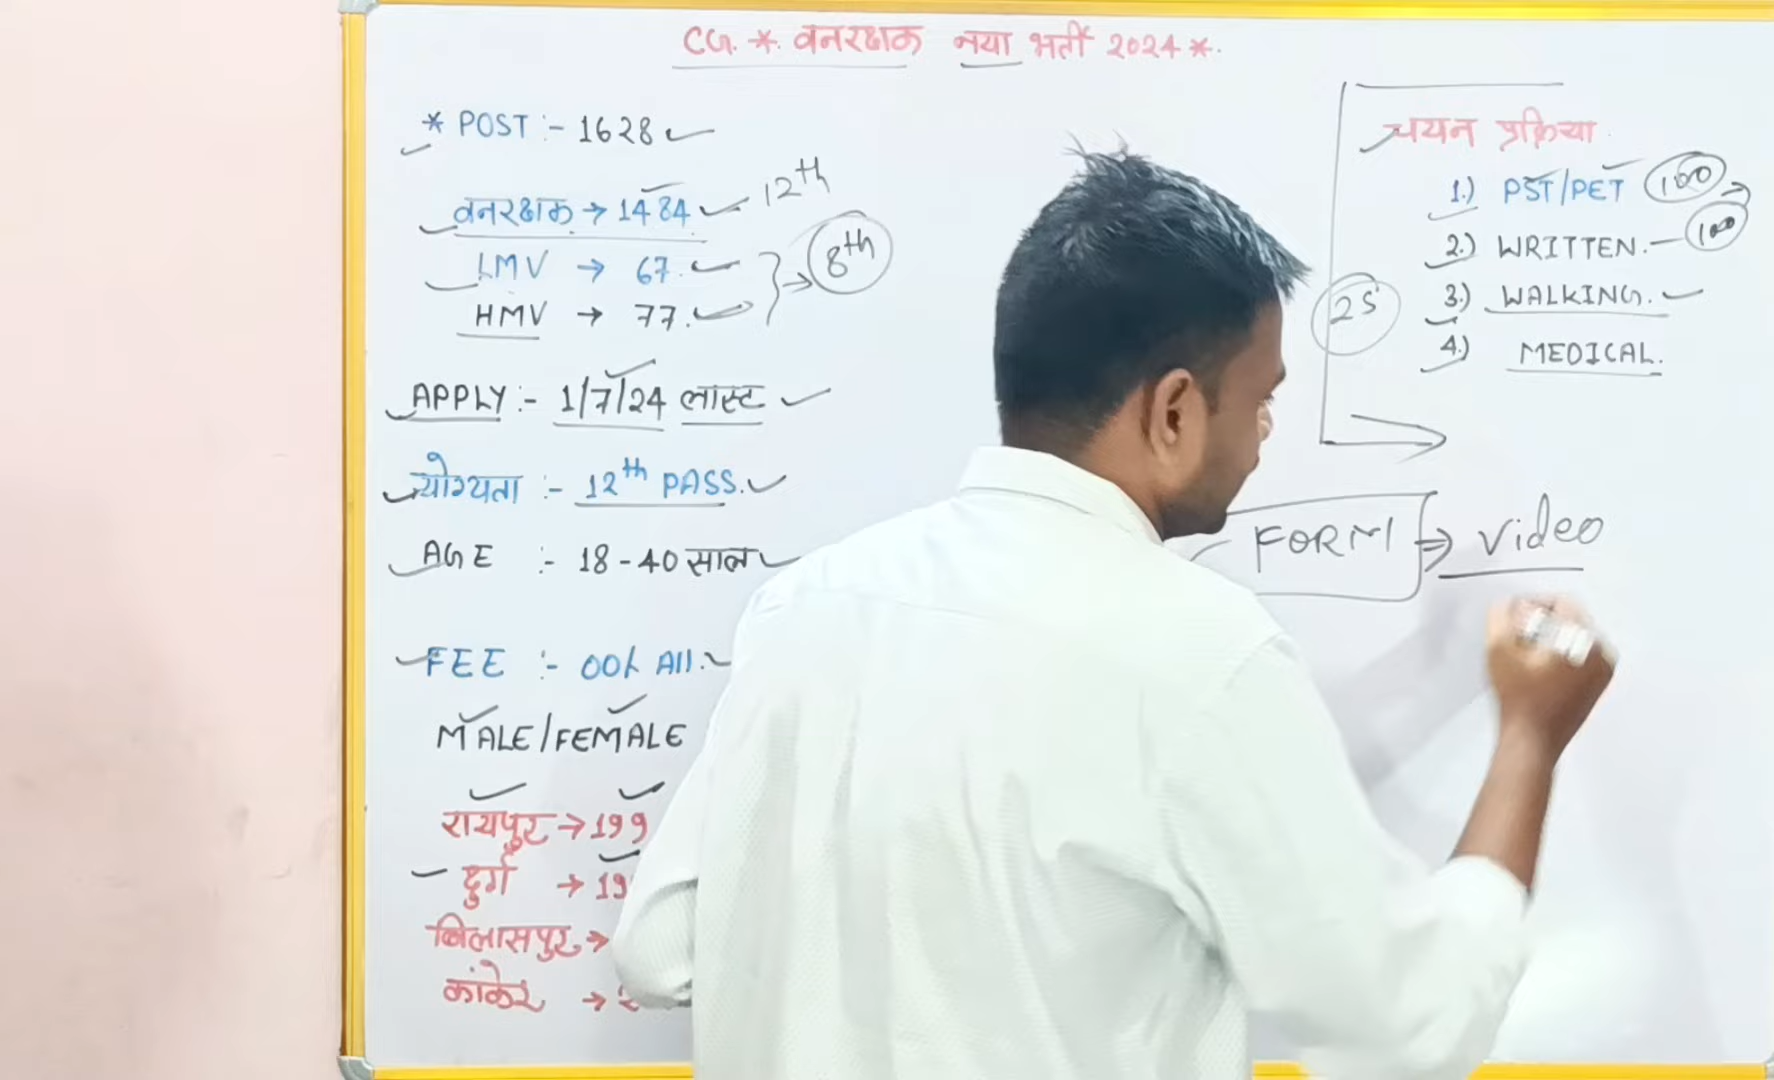 CG. * वनरक्षक नया भर्ती 2024 *.
* POST :- 1628
वनरक्षक → 1484 12th
LMV → 67.
HMV → 77. → 8th
APPLY :- 1/7/24 लास्ट
योग्यता :- 12th PASS.
AGE :- 18-40 साल
FEE :- 00/- All.
MALE/FEMALE
रायपुर → 199
दुर्ग → 19
बिलासपुर →
कांकेर →
चयन प्रक्रिया
1.) PST/PET 100
2.) WRITTEN. - 100
25 3.) WALKING.
4.) MEDICAL.
FORM → video